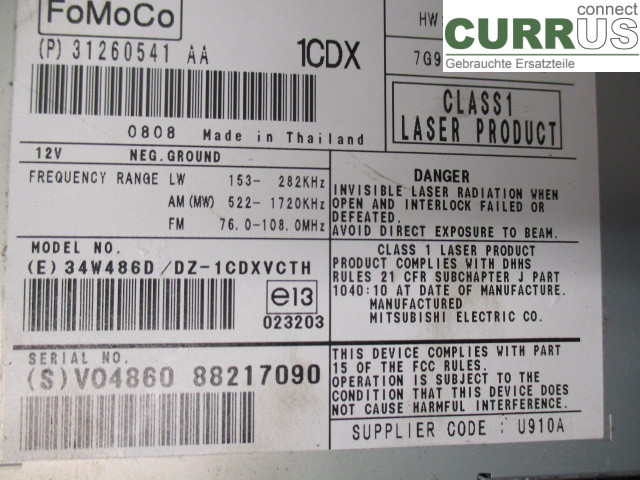 FoMoCo
(P) 31260541 AA
1CDX
HW
7G9
connect
CURRUS
Gebrauchte Ersatzteile
CLASS1
LASER PRODUCT
0808 Made in Thailand
12V NEG.GROUND
FREQUENCY RANGE LW 153- 282KHz
AM (MW) 522-1720KHz
FM 76.0-108.0MHz
DANGER
INVISIBLE LASER RADIATION WHEN
OPEN AND INTERLOCK FAILED OR
DEFEATED.
AVOID DIRECT EXPOSURE TO BEAM.
MODEL NO.
(E) 34W486D/DZ-1CDXVCTH
e13
023203
CLASS 1 LASER PRODUCT
PRODUCT COMPLIES WITH DHHS
RULES 21 CFR SUBCHAPTER J PART
1040:10 AT DATE OF MANUFACTURE.
MANUFACTURED
MITSUBISHI ELECTRIC CO.
SERIAL NO.
(S) VO4860 88217090
THIS DEVICE COMPLIES WITH PART
15 OF THE FCC RULES.
OPERATION IS SUBJECT TO THE
CONDITION THAT THIS DEVICE DOES
NOT CAUSE HARMFUL INTERFERENCE.
SUPPLIER CODE : U910A